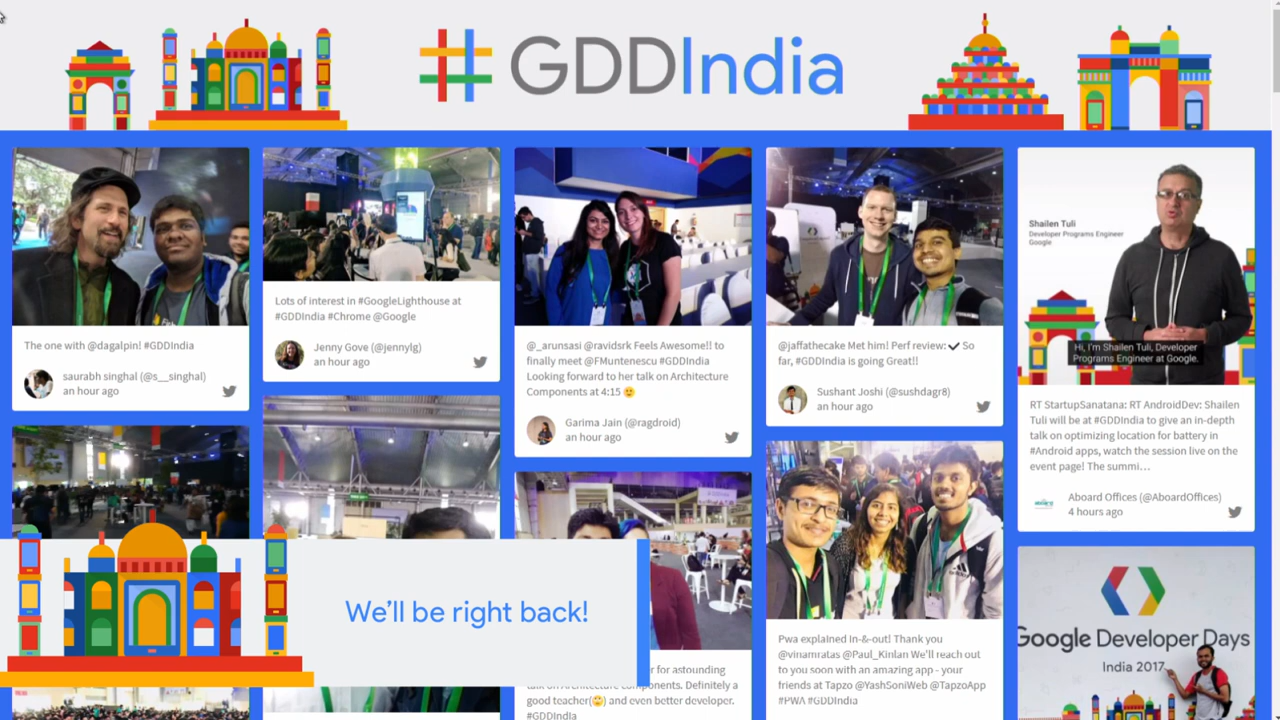 #GDDIndia
The one with @dagalpin! #GDDIndia
saurabh singhal (@s__singhal)
an hour ago
Lots of interest in #GoogleLighthouse at
#GDDIndia #Chrome @Google
Jenny Gove (@jennylg)
an hour ago
@_arunsasi @ravidsrk Feels Awesome!! to
finally meet @FMuntenescu #GDDIndia
Looking forward to her talk on Architecture
Components at 4:15 🙂
Garima Jain (@ragdroid)
an hour ago
r for astounding
talk on Architecture components. Definitely a
good teacher(🙄) and even better developer.
#GDDIndia
@jaffathecake Met him! Perf review: ✔ So
far, #GDDIndia is going Great!!
Sushant Joshi (@sushdagr8)
an hour ago
Pwa explained in-&-out! Thank you
@vinamratas @Paul_Kinlan We'll reach out
to you soon with an amazing app - your
friends at Tapzo @YashSoniWeb @TapzoApp
#PWA #GDDIndia
Shailen Tuli
Developer Programs Engineer
Google
Hi, I'm Shailen Tuli, Developer
Programs Engineer at Google.
RT StartupSanatana: RT AndroidDev: Shailen
Tuli will be at #GDDIndia to give an in-depth
talk on optimizing location for battery in
#Android apps, watch the session live on the
event page! The summi…
Aboard Offices (@AboardOffices)
4 hours ago
Google Developer Days
India 2017
We'll be right back!